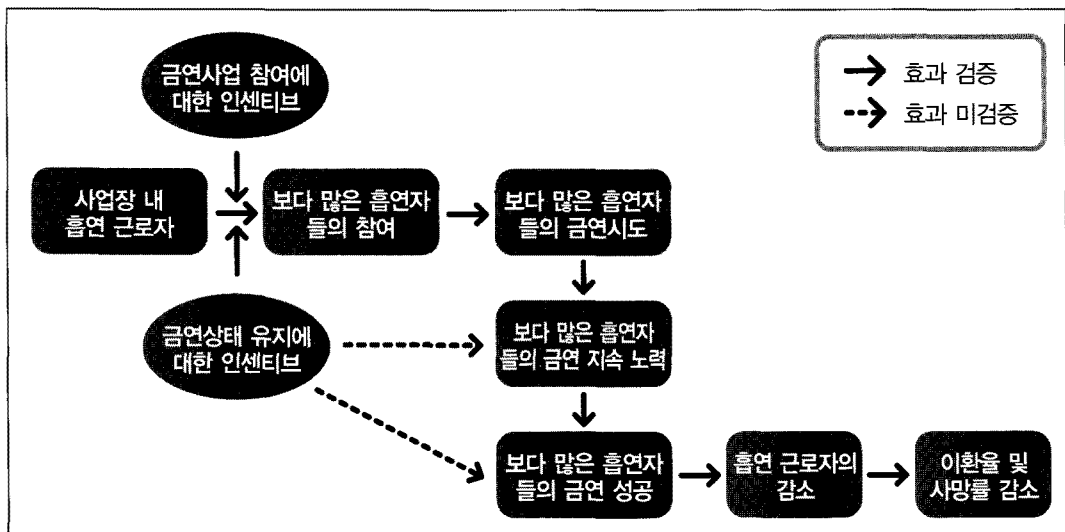 금연사업 참여에
대한 인센티브
효과 검증
효과 미검증
사업장 내
흡연 근로자
보다 많은 흡연자
들의 참여
보다 많은 흡연자
들의 금연시도
금연상태 유지에
대한 인센티브
보다 많은 흡연자
들의 금연 지속 노력
보다 많은 흡연자
들의 금연 성공
흡연 근로자의
감소
이환율 및
사망률 감소